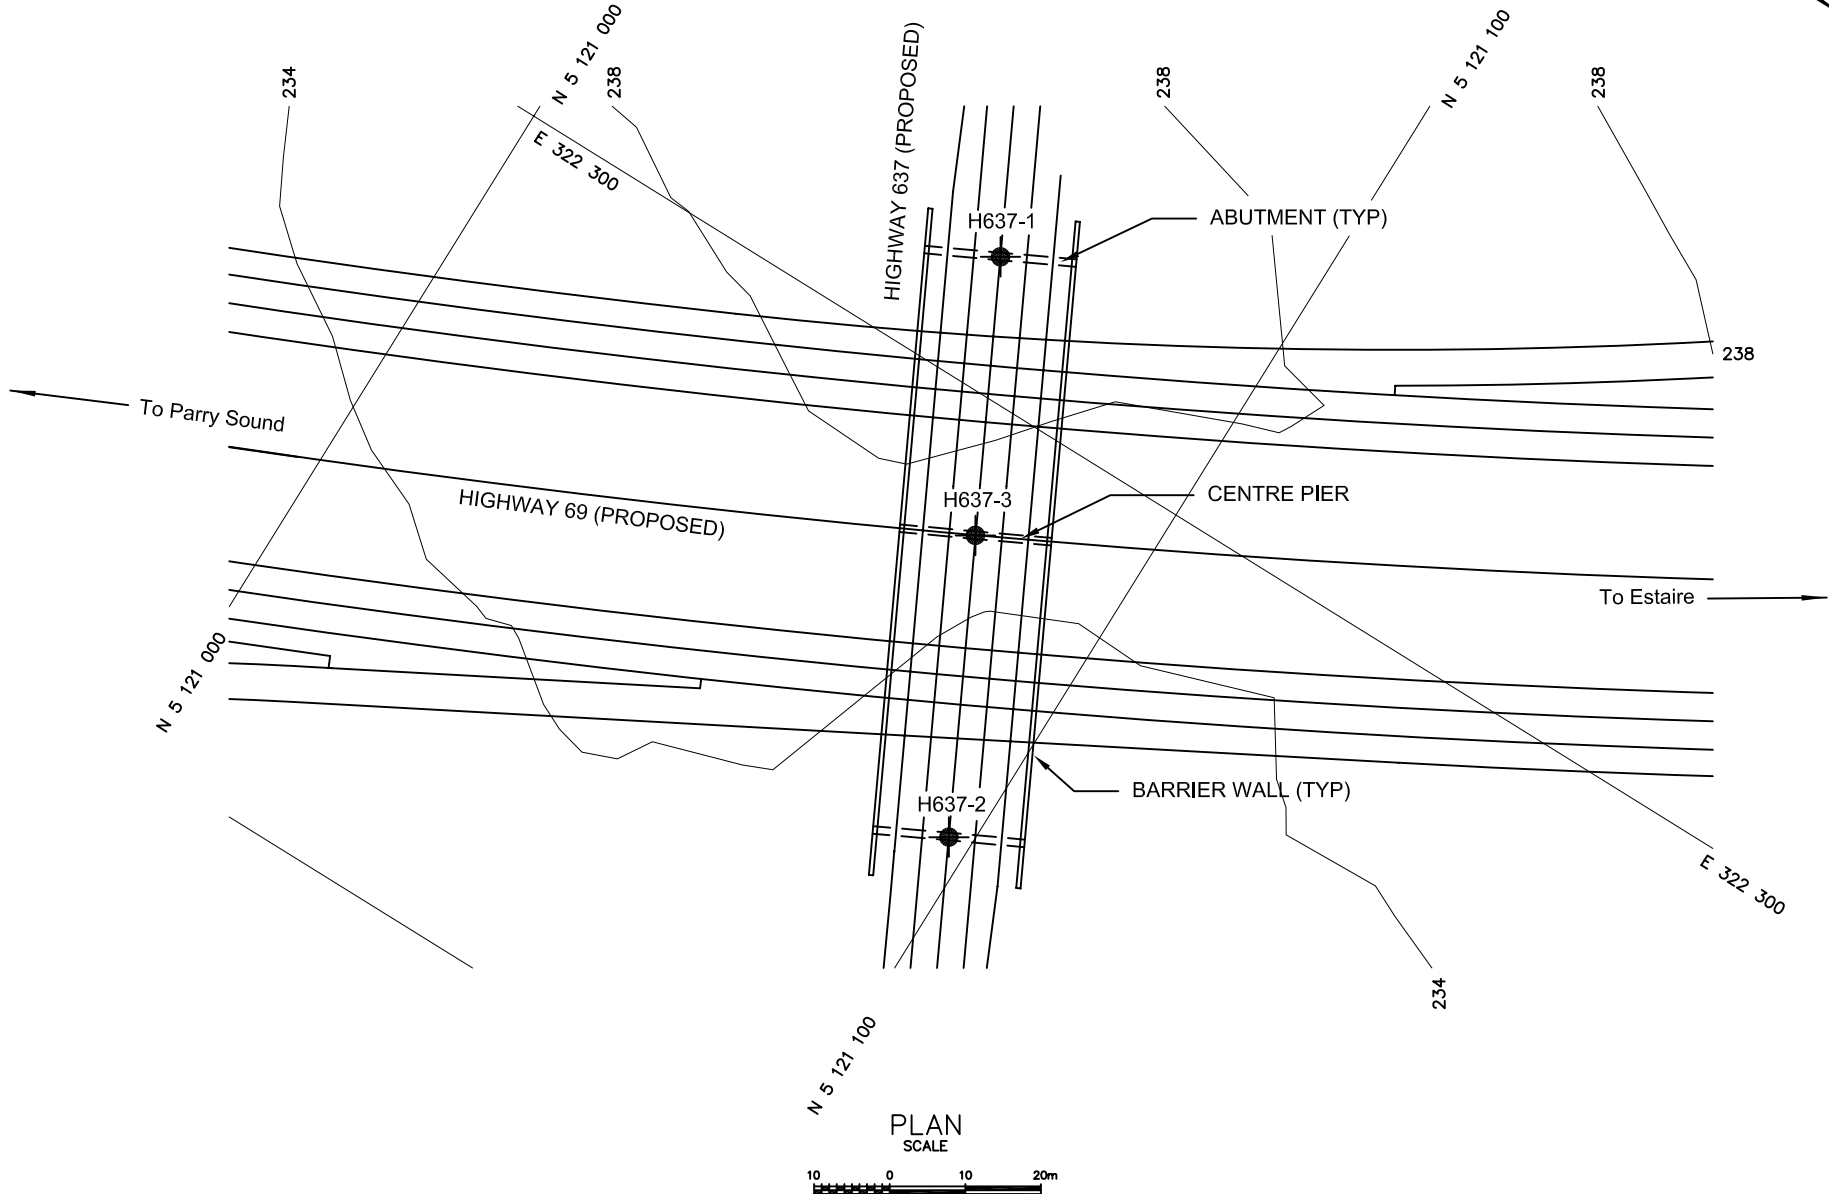 N 5 121 000
N 5 121 100
234
238
238
238
HIGHWAY 637 (PROPOSED)
E 322 300
H637-1
ABUTMENT (TYP)
238
To Parry Sound
HIGHWAY 69 (PROPOSED)
H637-3
CENTRE PIER
To Estaire
N 5 121 000
BARRIER WALL (TYP)
H637-2
E 322 300
234
N 5 121 100
PLAN
SCALE
10 0 10 20m